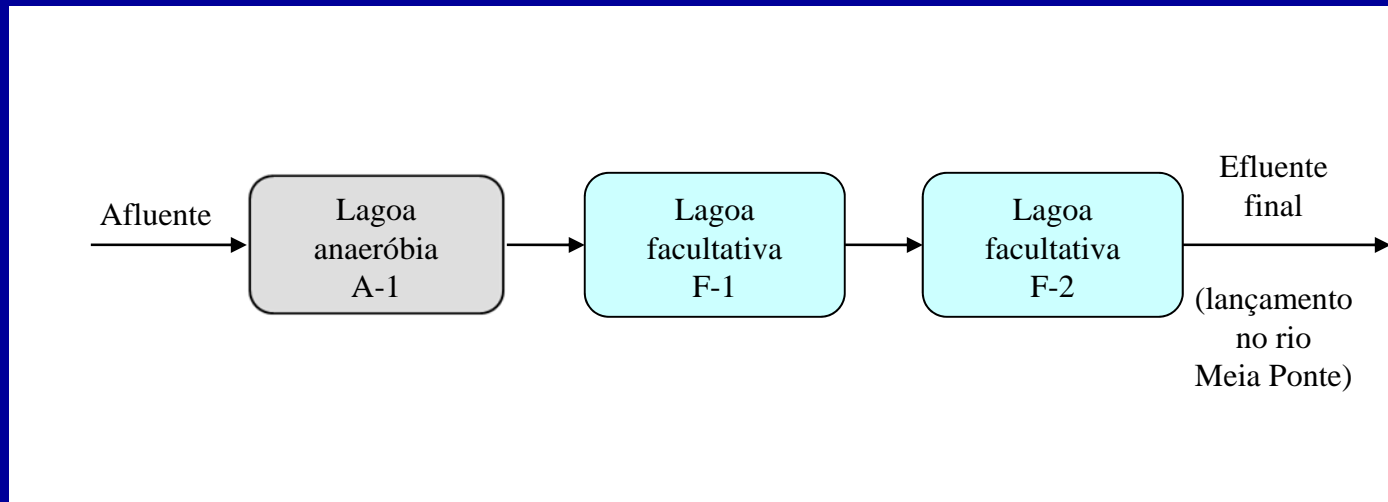 Afluente
Lagoa
anaeróbia
A-1
Lagoa
facultativa
F-1
Lagoa
facultativa
F-2
Efluente
final
(lançamento
no rio
Meia Ponte)